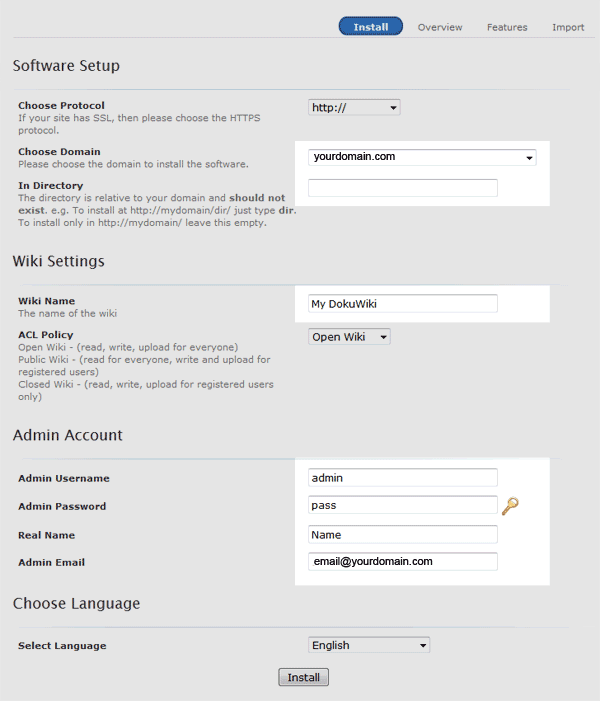 Install Overview Features Import
Software Setup
Choose Protocol
If your site has SSL, then please choose the HTTPS
protocol.
http://
Choose Domain
Please choose the domain to install the software.
yourdomain.com
In Directory
The directory is relative to your domain and should not
exist. e.g. To install at http://mydomain/dir/ just type dir.
To install only in http://mydomain/ leave this empty.
Wiki Settings
Wiki Name
The name of the wiki
My DokuWiki
ACL Policy
Open Wiki - (read, write, upload for everyone)
Public Wiki - (read for everyone, write and upload for
registered users)
Closed Wiki - (read, write, upload for registered users
only)
Open Wiki
Admin Account
Admin Username admin
Admin Password pass
Real Name Name
Admin Email email@yourdomain.com
Choose Language
Select Language English
Install